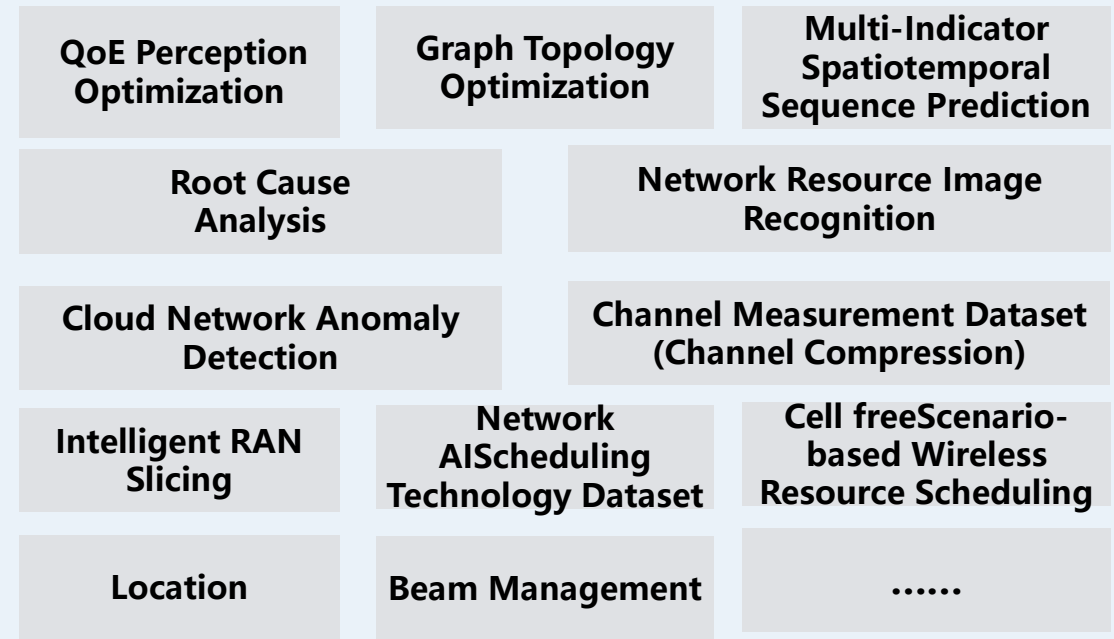 QoE Perception
Optimization
Graph Topology
Optimization
Multi-Indicator
Spatiotemporal
Sequence Prediction
Root Cause
Analysis
Network Resource Image
Recognition
Cloud Network Anomaly
Detection
Channel Measurement Dataset
(Channel Compression)
Intelligent RAN
Slicing
Network
AIScheduling
Technology Dataset
Cell freeScenario-
based Wireless
Resource Scheduling
Location
Beam Management
……